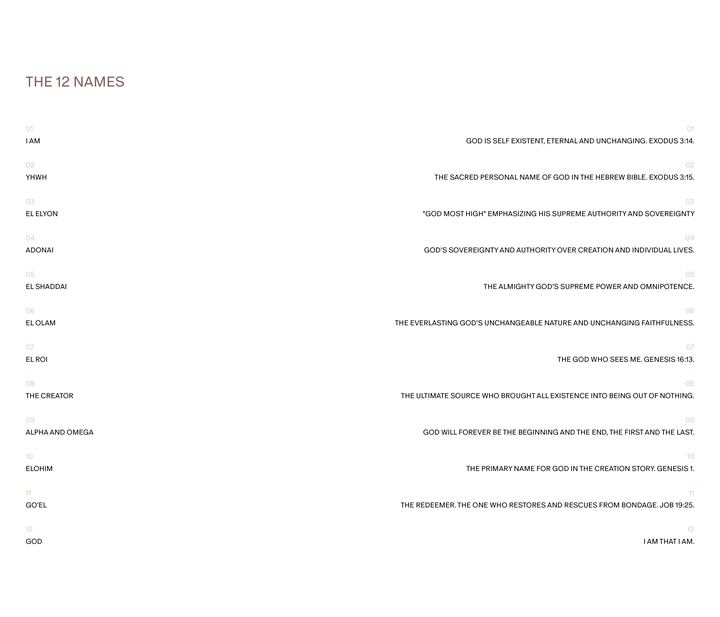 THE 12 NAMES
01 01
I AM GOD IS SELF EXISTENT, ETERNAL AND UNCHANGING. EXODUS 3:14.
02 02
YHWH THE SACRED PERSONAL NAME OF GOD IN THE HEBREW BIBLE. EXODUS 3:15.
03 03
EL ELYON "GOD MOST HIGH" EMPHASIZING HIS SUPREME AUTHORITY AND SOVEREIGNTY
04 04
ADONAI GOD'S SOVEREIGNTY AND AUTHORITY OVER CREATION AND INDIVIDUAL LIVES.
05 05
EL SHADDAI THE ALMIGHTY GOD'S SUPREME POWER AND OMNIPOTENCE.
06 06
EL OLAM THE EVERLASTING GOD'S UNCHANGEABLE NATURE AND UNCHANGING FAITHFULNESS.
07 07
EL ROI THE GOD WHO SEES ME. GENESIS 16:13.
08 08
THE CREATOR THE ULTIMATE SOURCE WHO BROUGHT ALL EXISTENCE INTO BEING OUT OF NOTHING.
09 09
ALPHA AND OMEGA GOD WILL FOREVER BE THE BEGINNING AND THE END, THE FIRST AND THE LAST.
10 10
ELOHIM THE PRIMARY NAME FOR GOD IN THE CREATION STORY. GENESIS 1.
11 11
GO'EL THE REDEEMER. THE ONE WHO RESTORES AND RESCUES FROM BONDAGE. JOB 19:25.
12 12
GOD I AM THAT I AM.